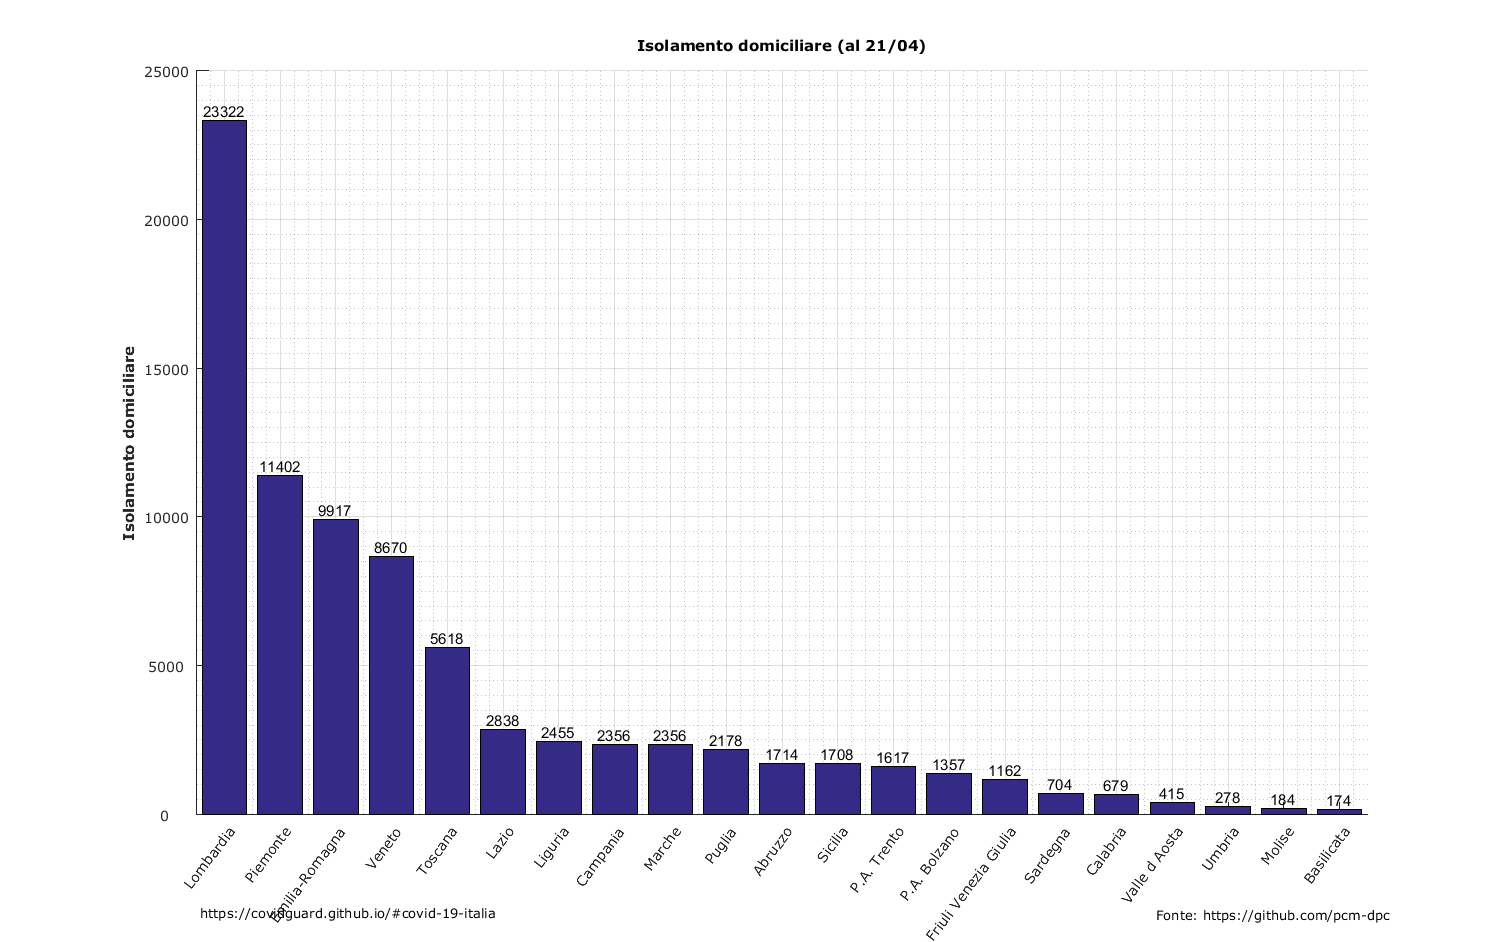 Isolamento domiciliare (al 21/04)
Isolamento domiciliare
25000
20000
15000
10000
5000
0
23322
11402
9917
8670
5618
2838
2455
2356
2356
2178
1714
1708
1617
1357
1162
704
679
415
278
184
174
Lombardia
Piemonte
Emilia-Romagna
Veneto
Toscana
Lazio
Liguria
Campania
Marche
Puglia
Abruzzo
Sicilia
P.A. Trento
P.A. Bolzano
Friuli Venezia Giulia
Sardegna
Calabria
Valle d Aosta
Umbria
Molise
Basilicata
https://covidguard.github.io/#covid-19-italia
Fonte: https://github.com/pcm-dpc